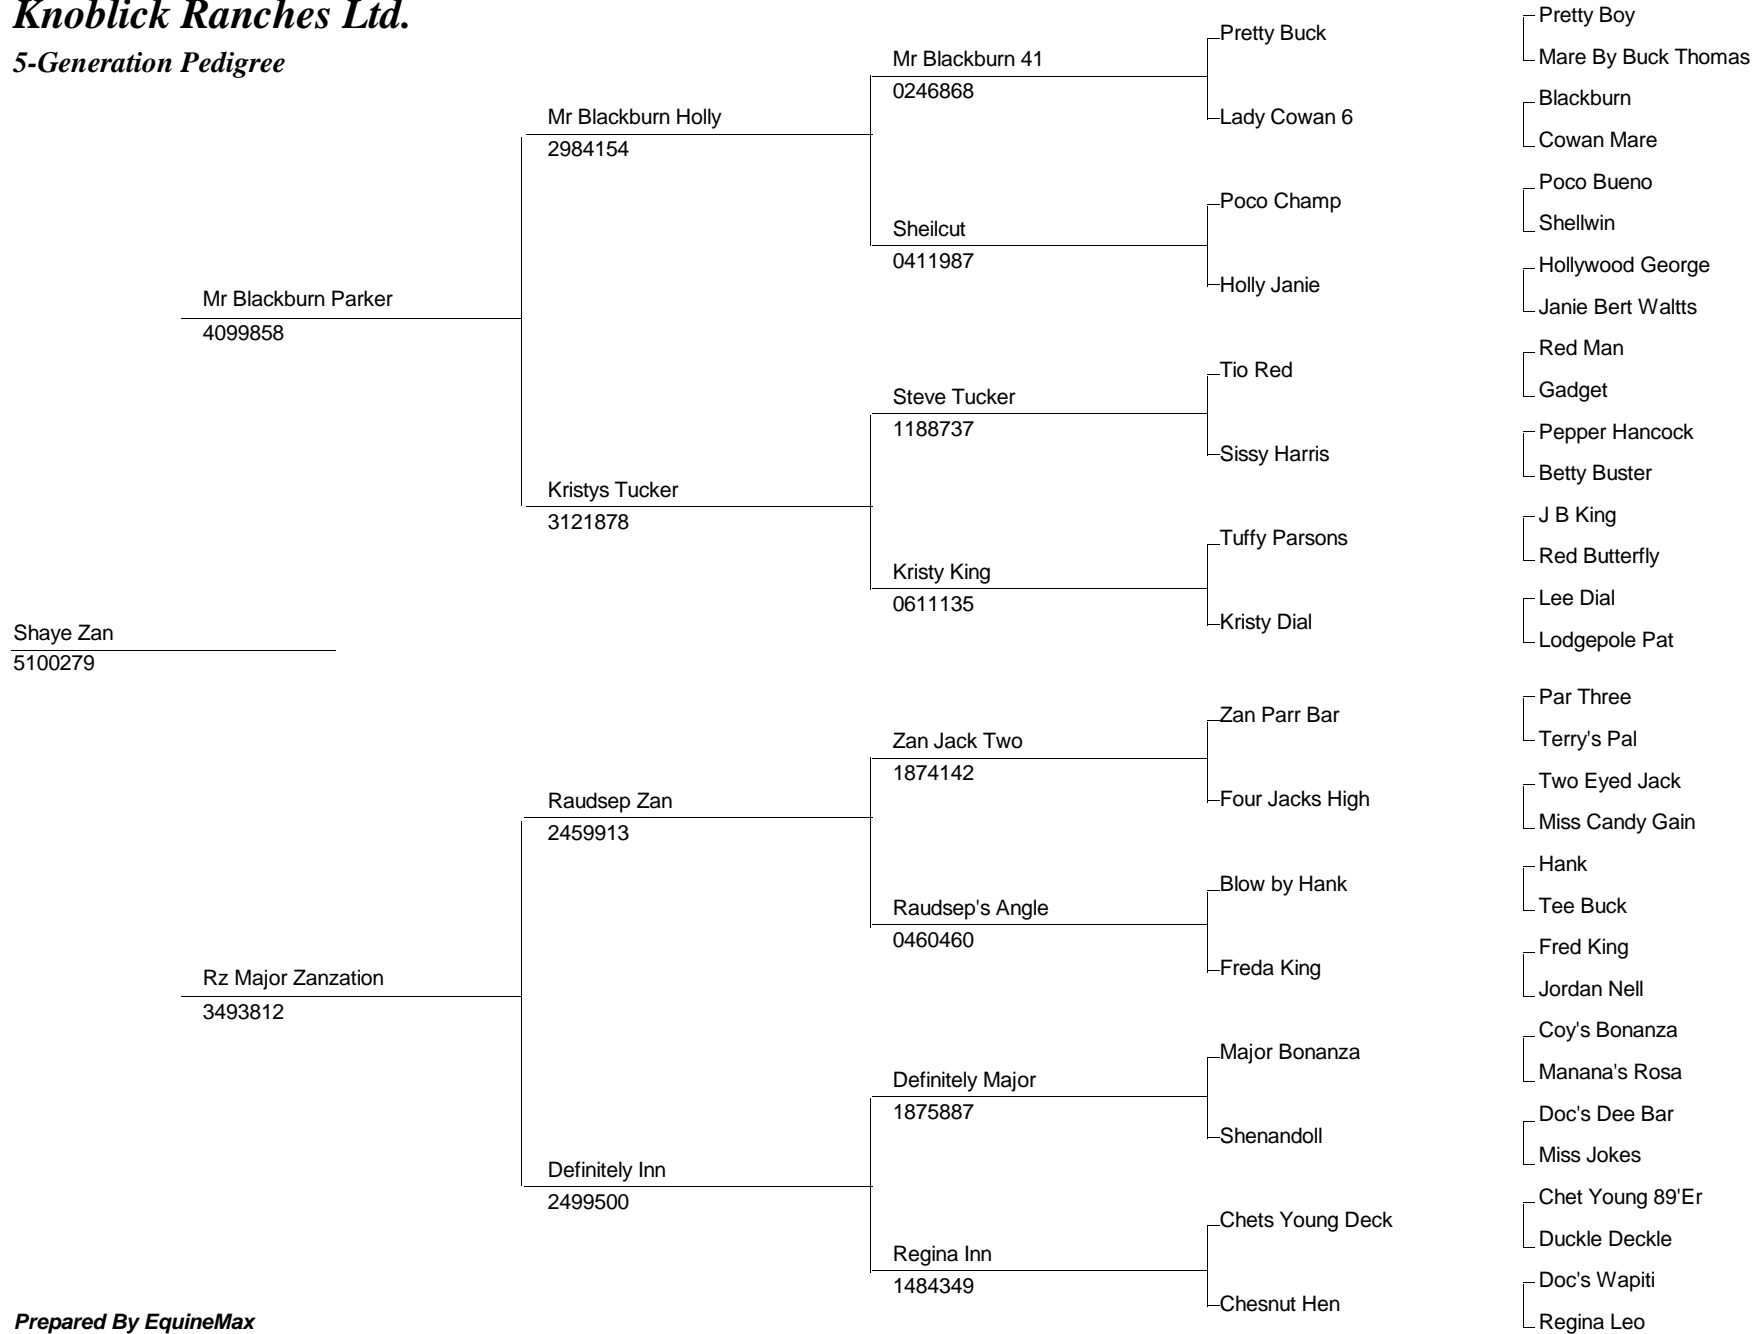 Knoblick Ranches Ltd.
5-Generation Pedigree
Shaye Zan
5100279
Mr Blackburn Parker
4099858
Rz Major Zanzation
3493812
Mr Blackburn Holly
2984154
Kristys Tucker
3121878
Raudsep Zan
2459913
Definitely Inn
2499500
Mr Blackburn 41
0246868
Sheilcut
0411987
Steve Tucker
1188737
Kristy King
0611135
Zan Jack Two
1874142
Raudsep's Angle
0460460
Definitely Major
1875887
Regina Inn
1484349
Pretty Buck
Lady Cowan 6
Poco Champ
Holly Janie
Tio Red
Sissy Harris
Tuffy Parsons
Kristy Dial
Zan Parr Bar
Four Jacks High
Blow by Hank
Freda King
Major Bonanza
Shenandoll
Chets Young Deck
Chesnut Hen
Pretty Boy
Mare By Buck Thomas
Blackburn
Cowan Mare
Poco Bueno
Shellwin
Hollywood George
Janie Bert Waltts
Red Man
Gadget
Pepper Hancock
Betty Buster
J B King
Red Butterfly
Lee Dial
Lodgepole Pat
Par Three
Terry's Pal
Two Eyed Jack
Miss Candy Gain
Hank
Tee Buck
Fred King
Jordan Nell
Coy's Bonanza
Manana's Rosa
Doc's Dee Bar
Miss Jokes
Chet Young 89'Er
Duckle Deckle
Doc's Wapiti
Regina Leo
Prepared By EquineMax